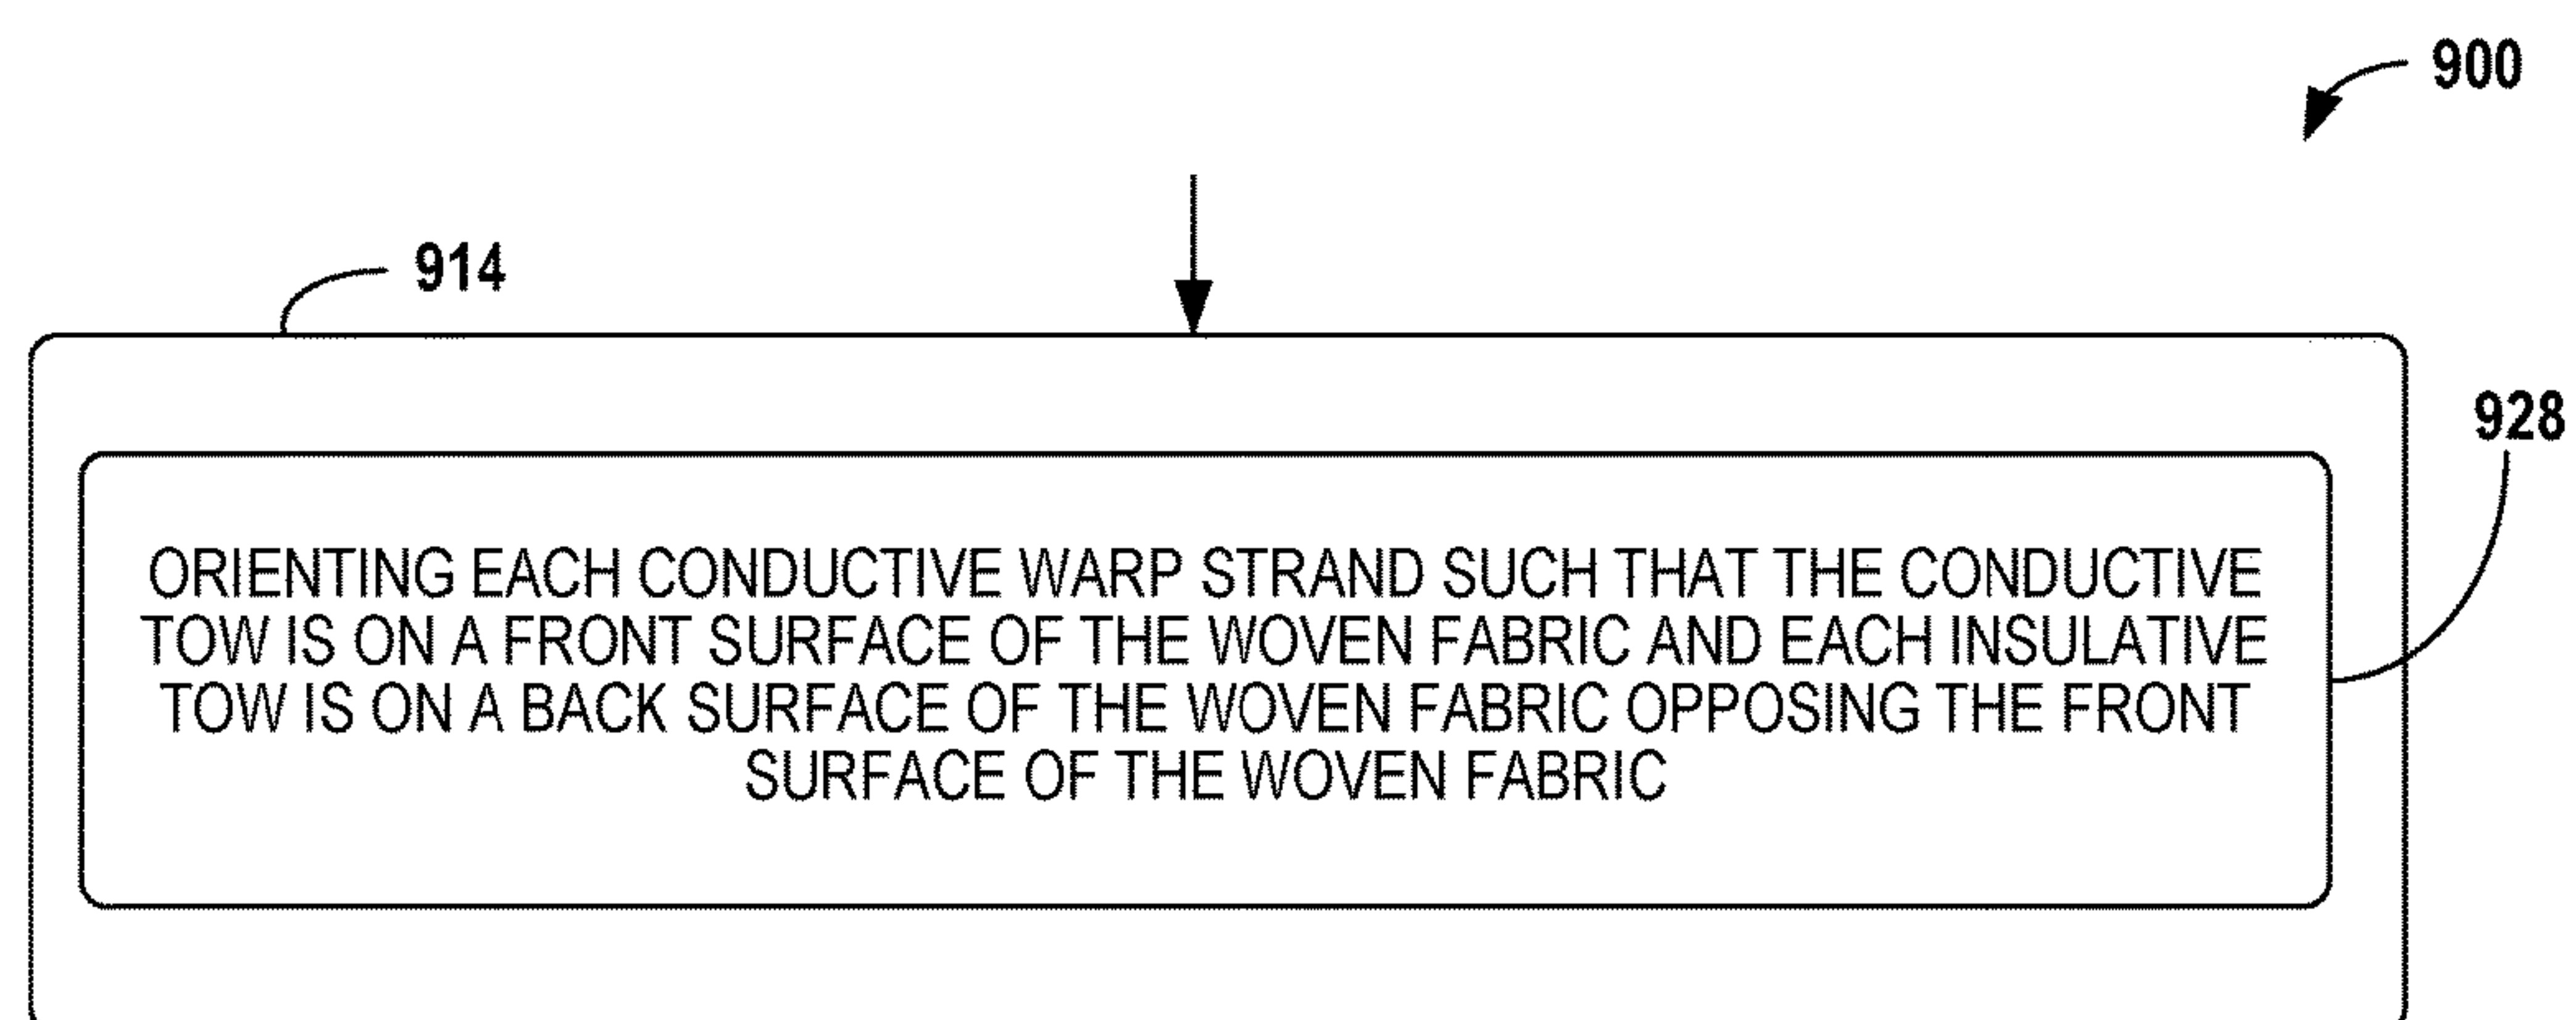 900
914
928
ORIENTING EACH CONDUCTIVE WARP STRAND SUCH THAT THE CONDUCTIVE
TOW IS ON A FRONT SURFACE OF THE WOVEN FABRIC AND EACH INSULATIVE
TOW IS ON A BACK SURFACE OF THE WOVEN FABRIC OPPOSING THE FRONT
SURFACE OF THE WOVEN FABRIC